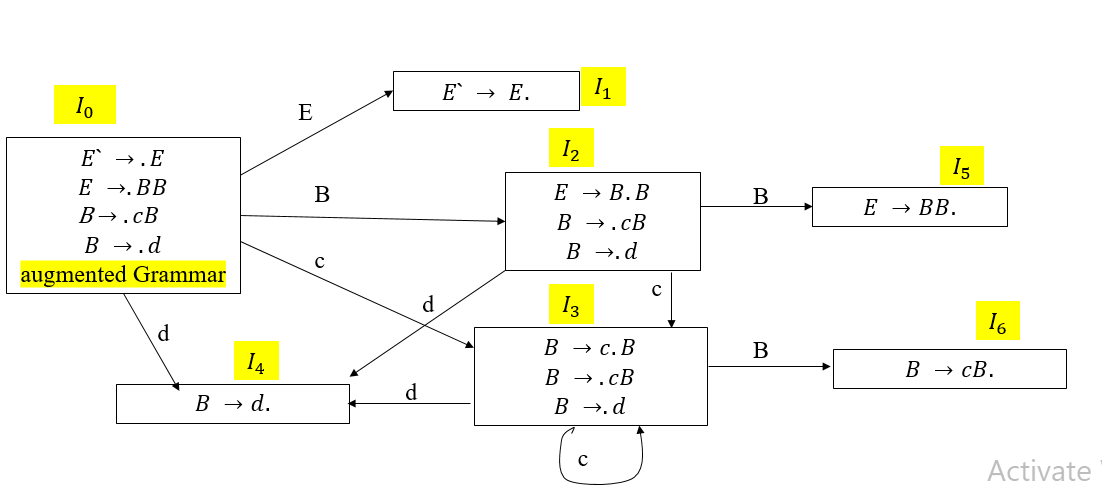 I₀
E` → .E
E → .BB
B → .cB
B → .d
augmented Grammar
E
E` → E.
I₁
B
I₂
E → B.B
B → .cB
B → .d
B
I₅
E → BB.
c
d
c
I₃
B → c.B
B → .cB
B → .d
B
I₆
B → cB.
d
I₄
B → d.
d
c
Activate